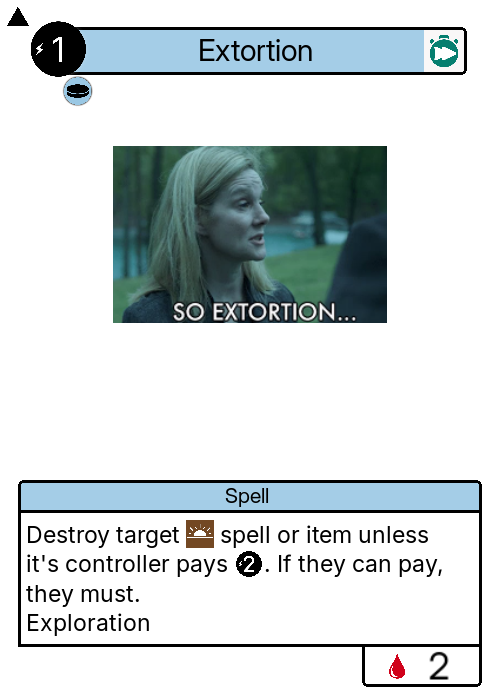 1
Extortion
SO EXTORTION...
Spell
Destroy target spell or item unless
it's controller pays 2. If they can pay,
they must.
Exploration
2